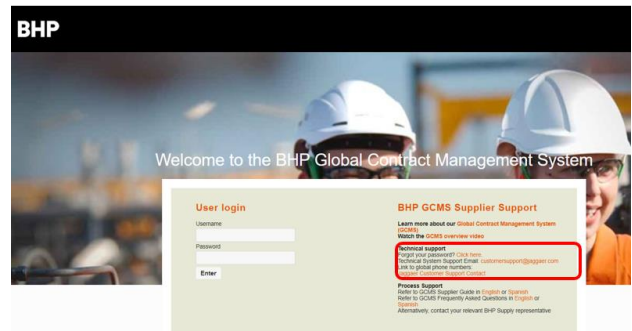 BHP
Welcome to the BHP Global Contract Management System
User login
Username
Password
Enter
BHP GCMS Supplier Support
Learn more about our Global Contract Management System
(GCMS)
Watch the GCMS overview video
Technical support
Forgot your password? Click here.
Technical System Support Email: customersupport@jaggaer.com
Link to global phone numbers:
Jaggaer Customer Support Contact
Process Support
Refer to GCMS Supplier Guide in English or Spanish
Refer to GCMS Frequently Asked Questions in English or
Spanish
Alternatively, contact your relevant BHP Supply representative